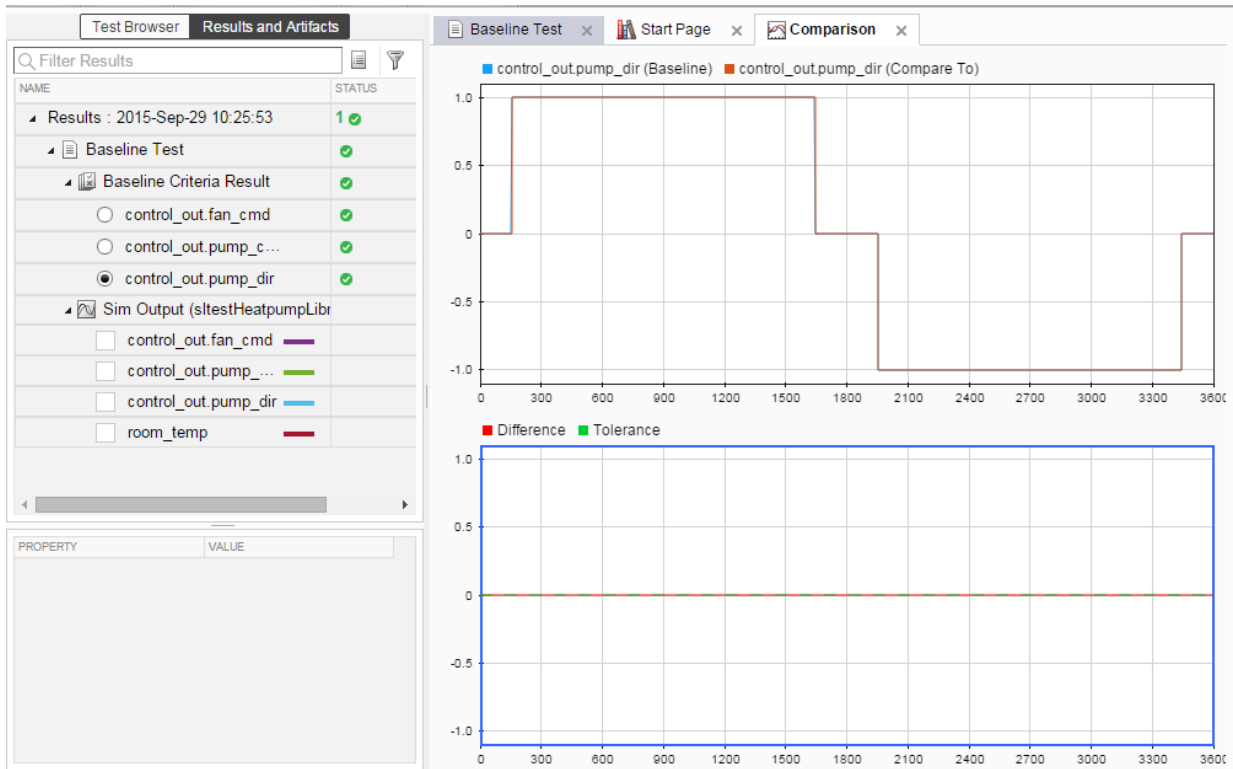 Test Browser Results and Artifacts
Filter Results
NAME STATUS
Results : 2015-Sep-29 10:25:53 1
Baseline Test
Baseline Criteria Result
control_out.fan_cmd
control_out.pump_c...
control_out.pump_dir
Sim Output (sltestHeatpumpLibr
control_out.fan_cmd
control_out.pump_...
control_out.pump_dir
room_temp
PROPERTY VALUE
Baseline Test Start Page Comparison
control_out.pump_dir (Baseline) control_out.pump_dir (Compare To)
1.0
0.5
0
-0.5
-1.0
0 300 600 900 1200 1500 1800 2100 2400 2700 3000 3300 3600
Difference Tolerance
1.0
0.5
0
-0.5
-1.0
0 300 600 900 1200 1500 1800 2100 2400 2700 3000 3300 3600